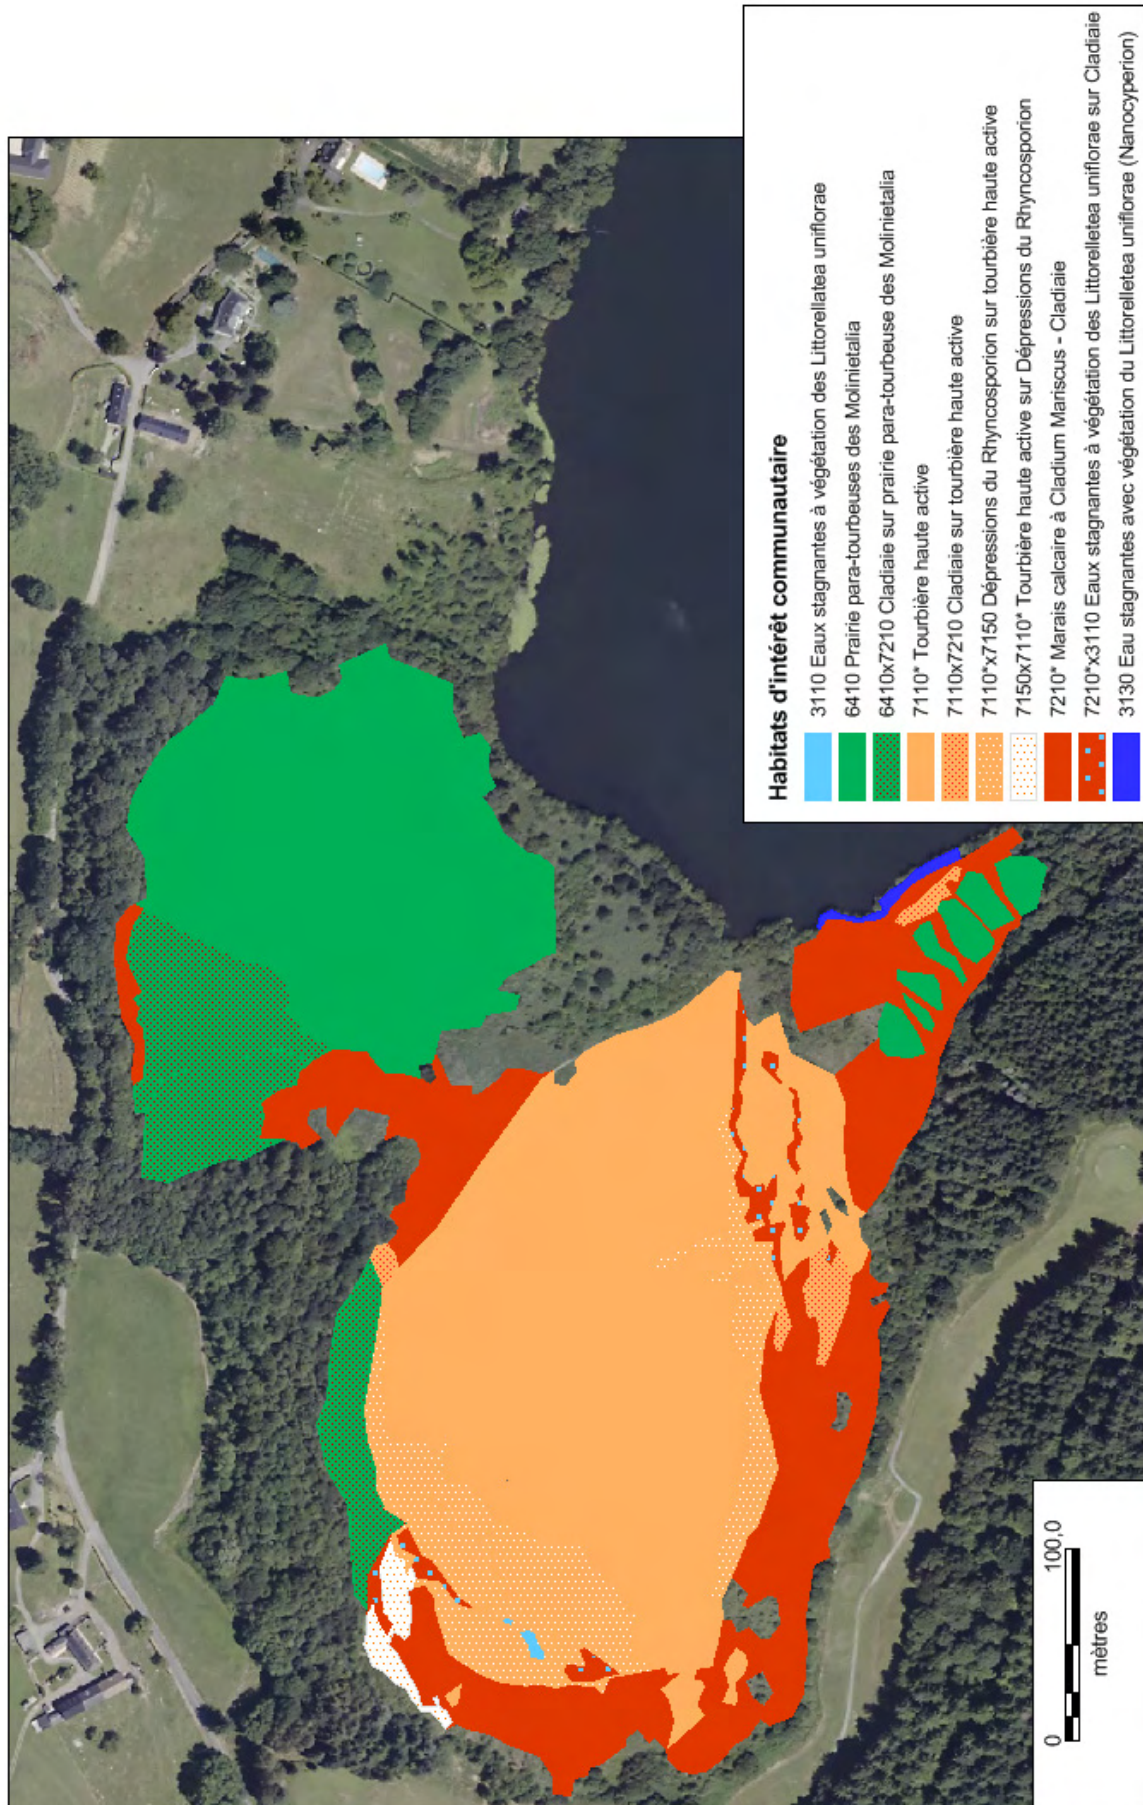 Habitats d'intérêt communautaire
3110 Eaux stagnantes à végétation des Littorellatea uniflorae
6410 Prairie para-tourbeuses des Molinietalia
6410x7210 Cladiaie sur prairie para-tourbeuse des Molinietalia
7110* Tourbière haute active
7110x7210 Cladiaie sur tourbière haute active
7110*x7150 Dépressions du Rhyncosporion sur tourbière haute active
7150x7110* Tourbière haute active sur Dépressions du Rhyncosporion
7210* Marais calcaire à Cladium Mariscus - Cladiaie
7210*x3110 Eaux stagnantes à végétation des Littorelletea uniflorae sur Cladiaie
3130 Eau stagnantes avec végétation du Littorelletea uniflorae (Nanocyperion)
0 100,0
mètres